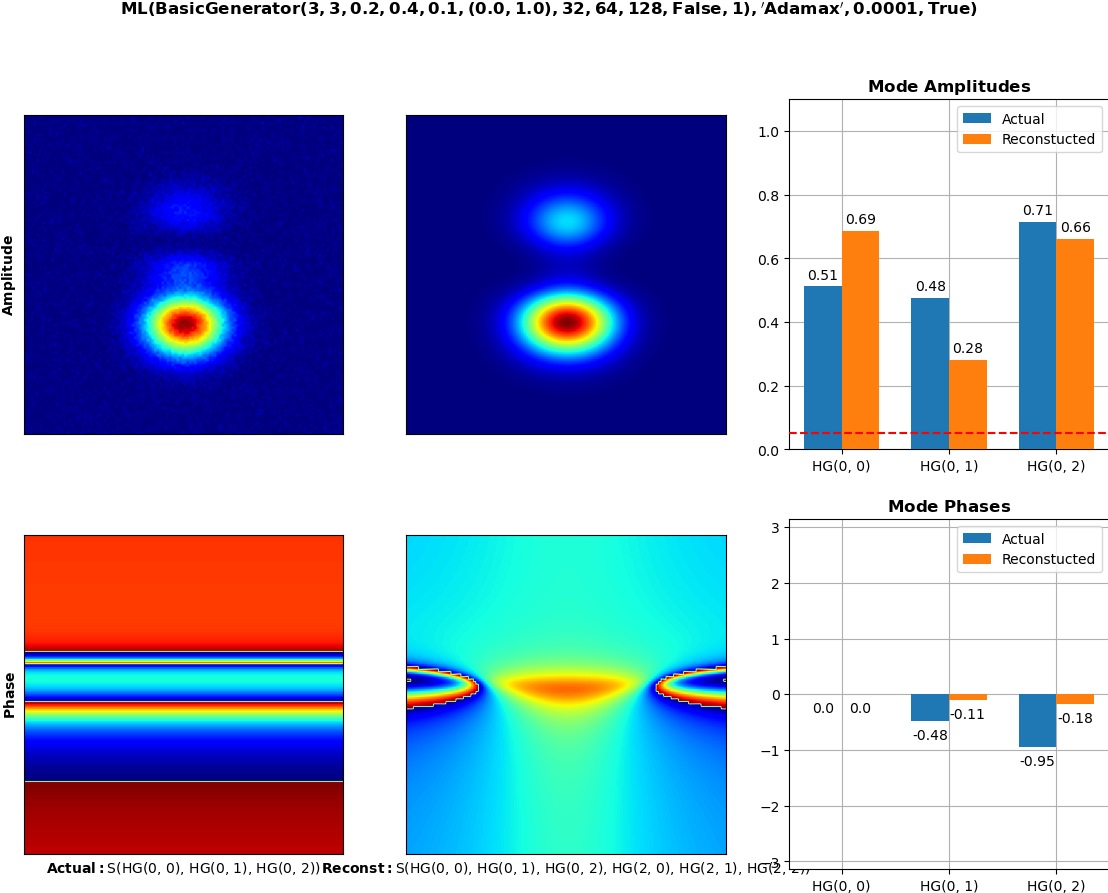 ML(BasicGenerator(3, 3, 0.2, 0.4, 0.1, (0.0, 1.0), 32, 64, 128, False, 1), 'Adamax', 0.0001, True)
Amplitude
Mode Amplitudes
Actual
Reconstucted
1.0
0.8
0.6
0.4
0.2
0.0
0.51
0.69
0.48
0.28
0.71
0.66
HG(0, 0)
HG(0, 1)
HG(0, 2)
Phase
Mode Phases
Actual
Reconstucted
3
2
1
0
−1
−2
−3
0.0
0.0
-0.48
-0.11
-0.95
-0.18
HG(0, 0)
HG(0, 1)
HG(0, 2)
Actual: S(HG(0, 0), HG(0, 1), HG(0, 2))
Reconst: S(HG(0, 0), HG(0, 1), HG(0, 2), HG(2, 0), HG(2, 1), HG(2, 2))